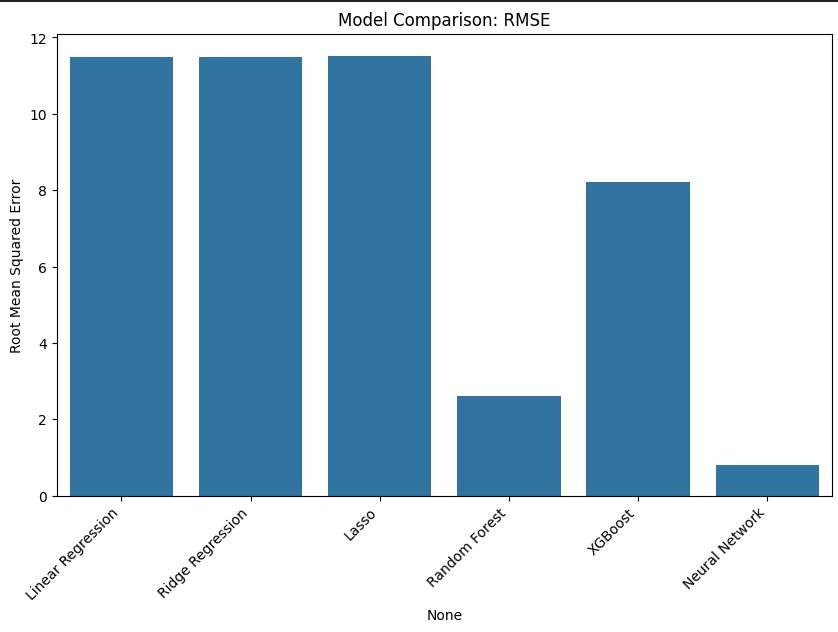 Model Comparison: RMSE
Root Mean Squared Error
12
10
8
6
4
2
0
Linear Regression
Ridge Regression
Lasso
Random Forest
XGBoost
Neural Network
None